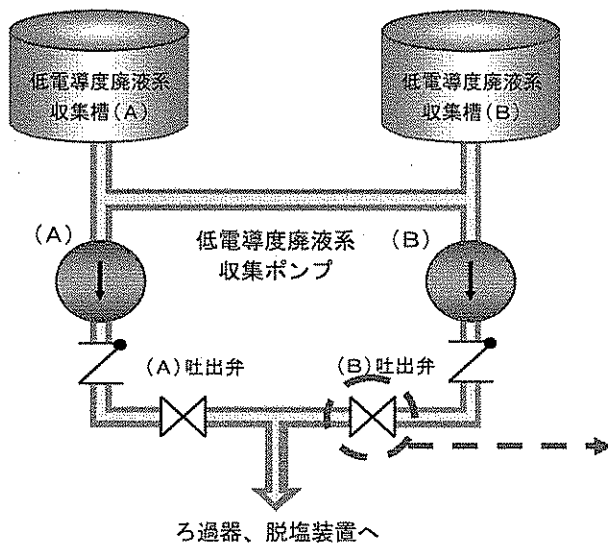 低電導度廃液系
収集槽（A）
低電導度廃液系
収集槽（B）
（A）
低電導度廃液系
収集ポンプ
（B）
（A）吐出弁
（B）吐出弁
ろ過器、脱塩装置へ